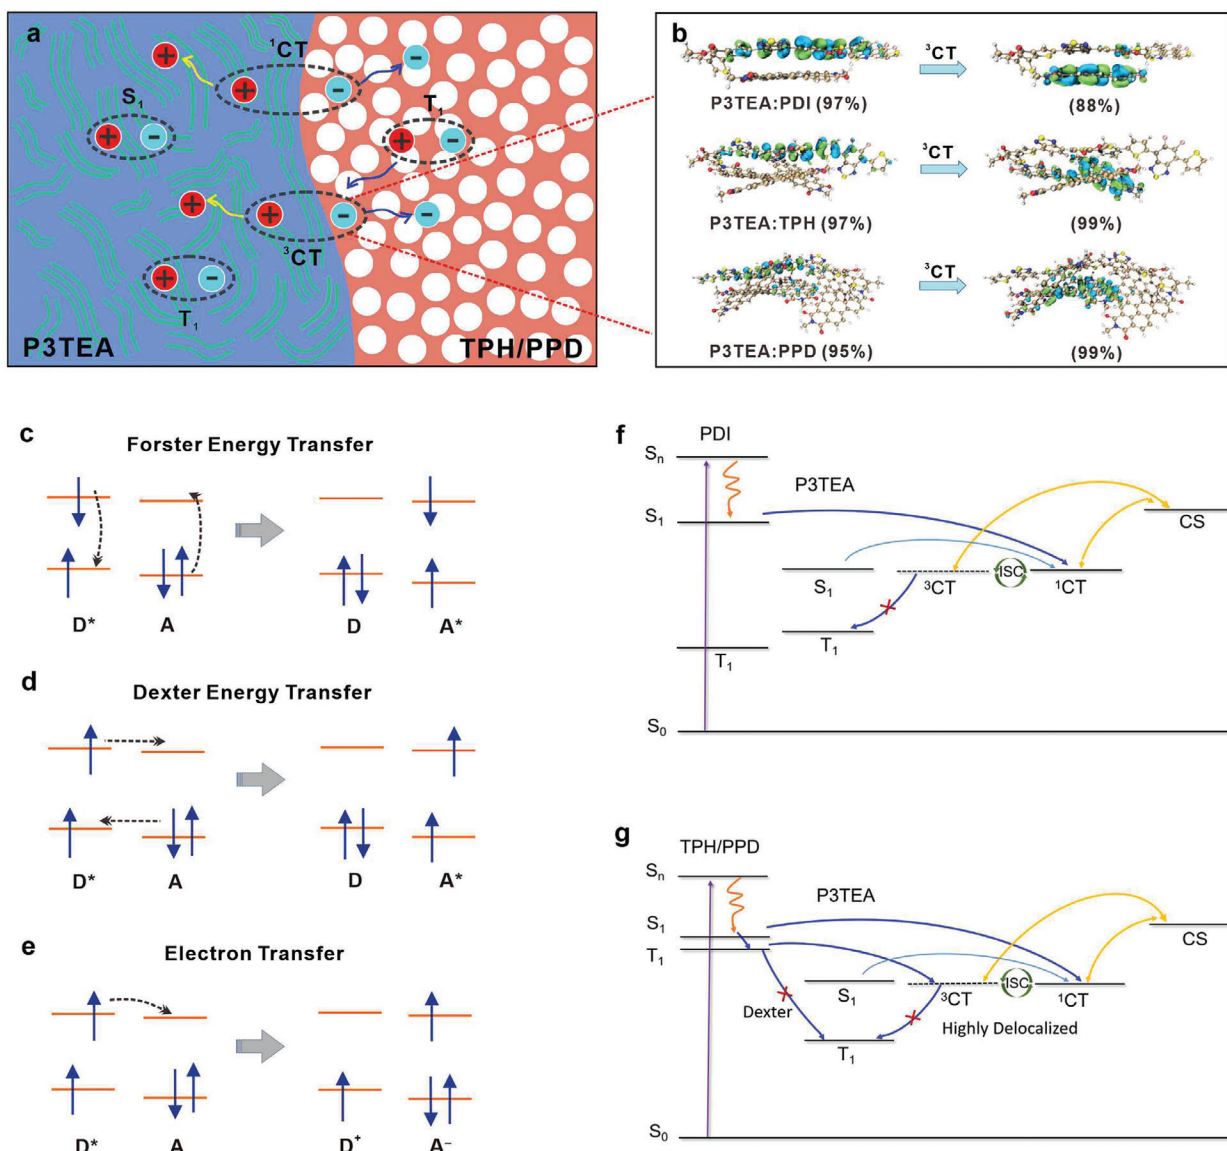 a
¹CT
S₁
T₁
³CT
T₁
P3TEA
TPH/PPD
b
³CT
P3TEA:PDI (97%)
(88%)
³CT
P3TEA:TPH (97%)
(99%)
³CT
P3TEA:PPD (95%)
(99%)
c
Forster Energy Transfer
D*
A
D
A*
d
Dexter Energy Transfer
D*
A
D
A*
e
Electron Transfer
D*
A
D⁺
A⁻
f
PDI
Sₙ
P3TEA
S₁
CS
S₁
³CT
ISC
¹CT
T₁
T₁
S₀
g
TPH/PPD
Sₙ
P3TEA
S₁
CS
T₁
S₁
³CT
ISC
¹CT
Dexter
Highly Delocalized
T₁
S₀